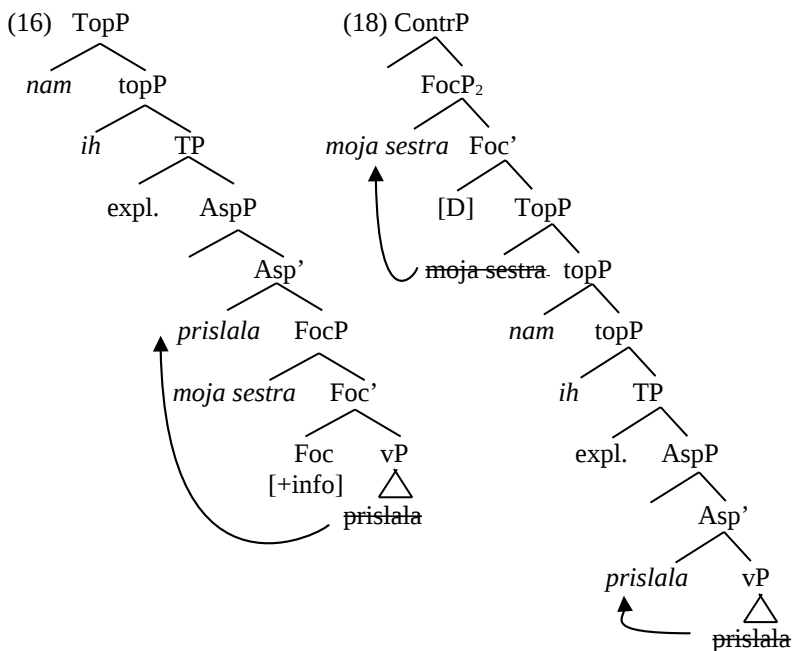 (16) TopP
nam topP
ih TP
expl. AspP
Asp’
prislala FocP
moja sestra Foc’
Foc vP
[+info]
prislala
(18) ContrP
FocP₂
moja sestra Foc’
[D] TopP
moja sestra topP
nam topP
ih TP
expl. AspP
Asp’
prislala vP
prislala